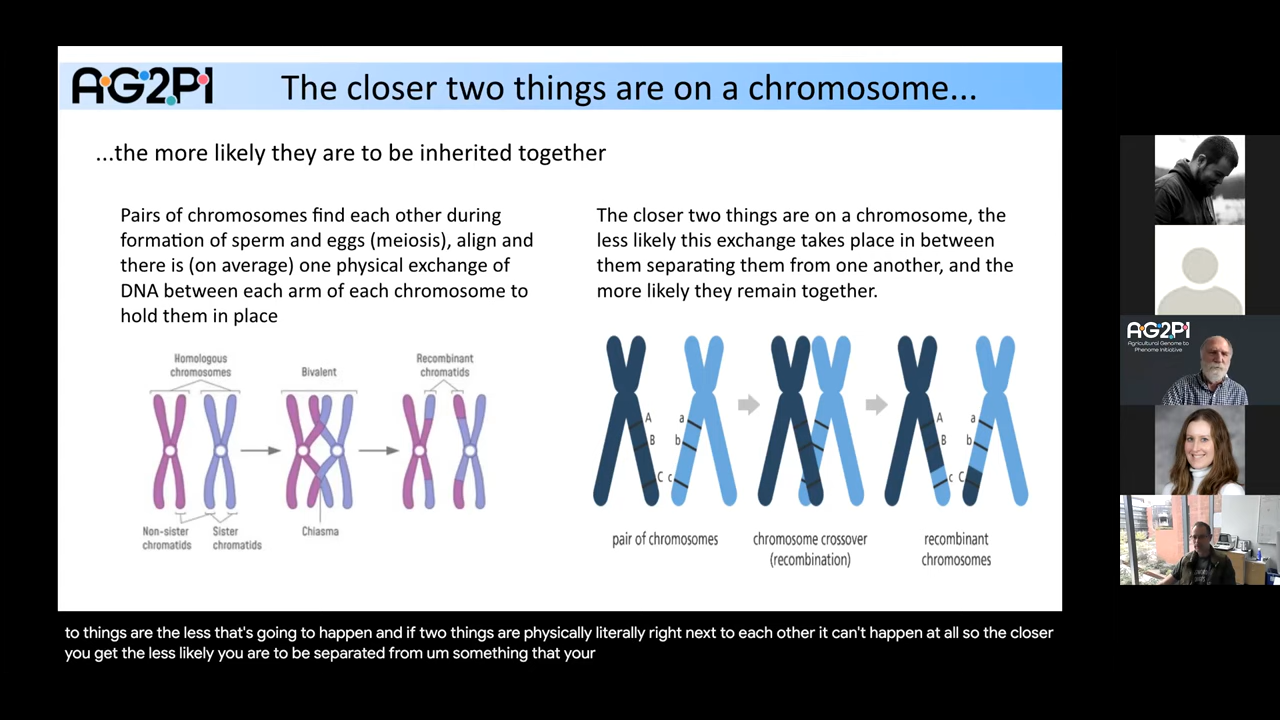 AG2PI
The closer two things are on a chromosome...
...the more likely they are to be inherited together
Pairs of chromosomes find each other during
formation of sperm and eggs (meiosis), align and
there is (on average) one physical exchange of
DNA between each arm of each chromosome to
hold them in place
Homologous
chromosomes
Bivalent
Recombinant
chromatids
Non-sister
chromatids
Sister
chromatids
Chiasma
The closer two things are on a chromosome, the
less likely this exchange takes place in between
them separating them from one another, and the
more likely they remain together.
A a
B b
C c
A a
B b
c C
pair of chromosomes
chromosome crossover
(recombination)
recombinant
chromosomes
AG2PI
Agricultural Genome to
Phenome Initiative
to things are the less that's going to happen and if two things are physically literally right next to each other it can't happen at all so the closer
you get the less likely you are to be separated from um something that your